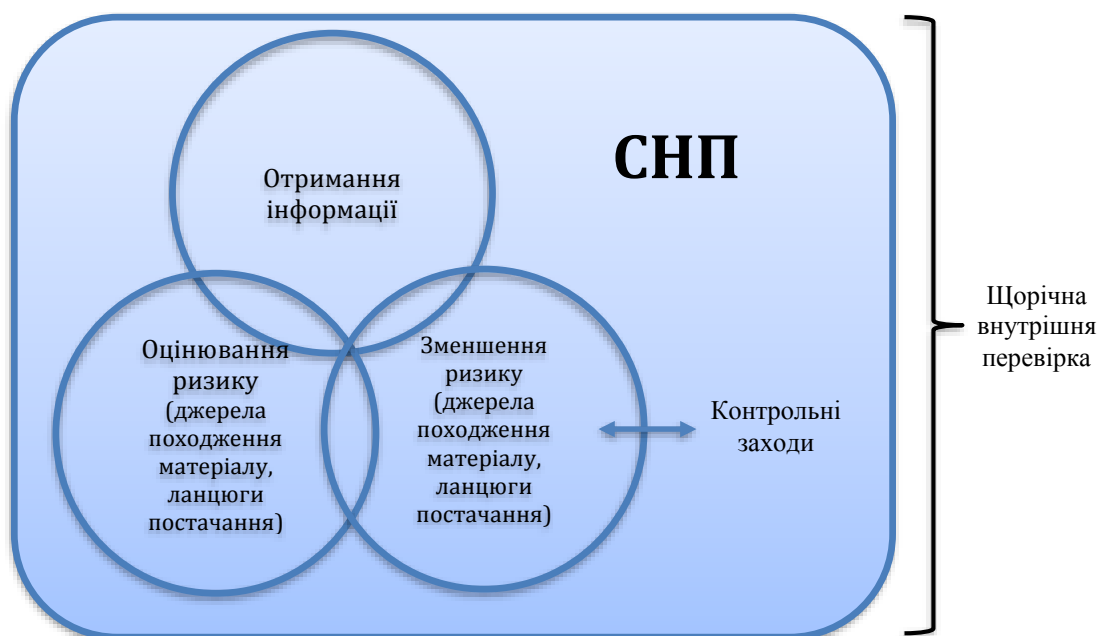 СНП
Отримання
інформації
Оцінювання
ризику
(джерела
походження
матеріалу,
ланцюги
постачання)
Зменшення
ризику
(джерела
походження
матеріалу,
ланцюги
постачання)
Контрольні
заходи
Щорічна
внутрішня
перевірка